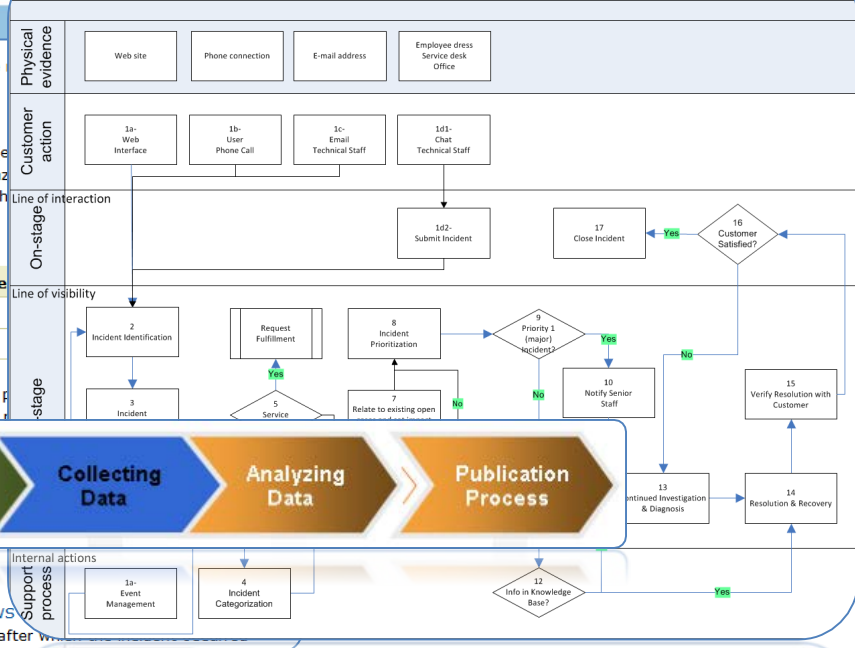 Physical
evidence
Web site
Phone connection
E-mail address
Employee dress
Service desk
Office
Customer
action
1a-
Web
Interface
1b-
User
Phone Call
1c-
Email
Technical Staff
1d1-
Chat
Technical Staff
Line of interaction
On-stage
1d2-
Submit Incident
17
Close Incident
Yes
16
Customer
Satisfied?
Line of visibility
-stage
2
Incident Identification
Request
Fulfillment
8
Incident
Prioritization
9
Priority 1
(major)
Incident?
Yes
No
10
Notify Senior
Staff
15
Verify Resolution with
Customer
3
Incident
Yes
5
Service
7
Relate to existing open
No
No
Collecting
Data
Analyzing
Data
Publication
Process
13
ontinued Investigation
& Diagnosis
14
Resolution & Recovery
Internal actions
Support
process
1a-
Event
Management
4
Incident
Categorization
12
Info in Knowledge
Base?
Yes
after